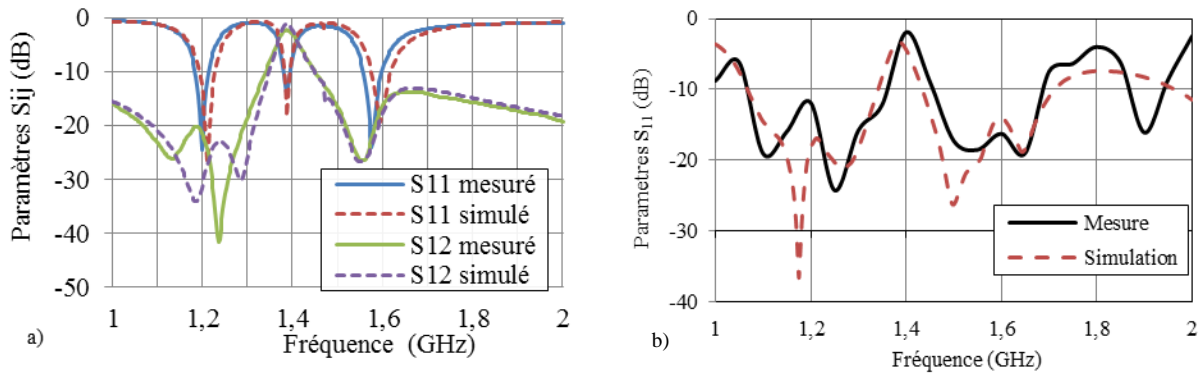 Paramètres Sij (dB)
0
-10
-20
-30
-40
-50
S11 mesuré
S11 simulé
S12 mesuré
S12 simulé
1 1,2 1,4 1,6 1,8 2
Fréquence (GHz)
a)
Parametres S11 (dB)
0
-10
-20
-30
-40
Mesure
Simulation
1 1,2 1,4 1,6 1,8 2
Fréquence (GHz)
b)